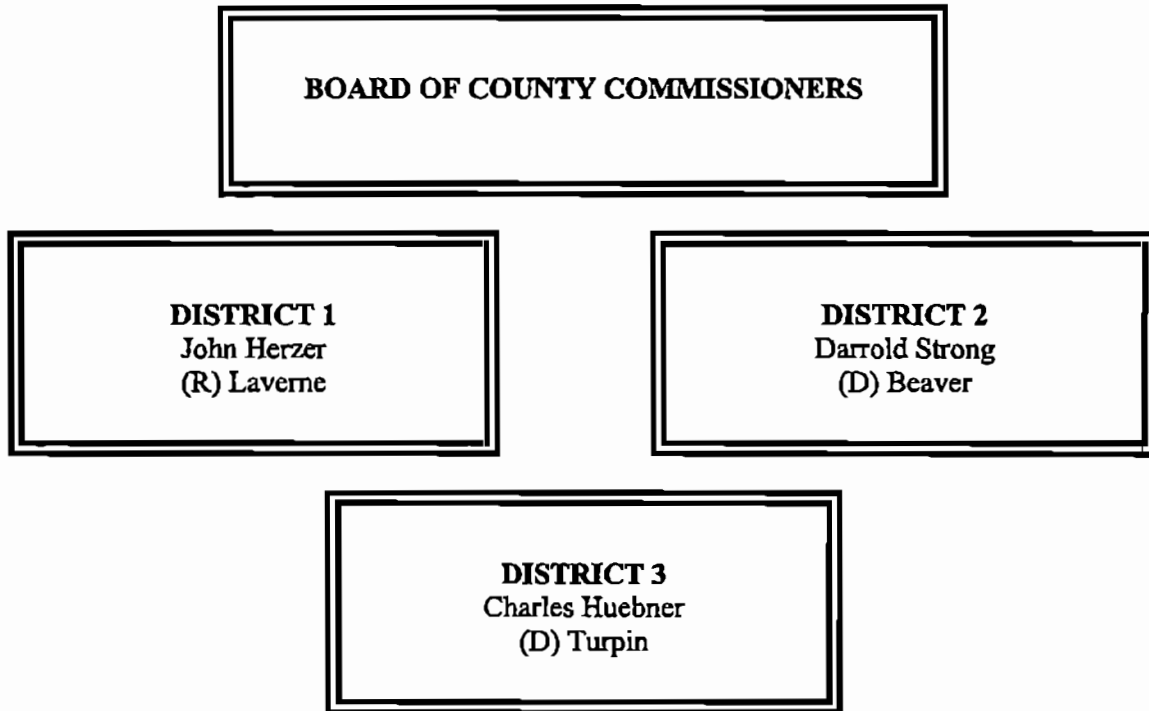 BOARD OF COUNTY COMMISSIONERS
DISTRICT 1
John Herzer
(R) Laverne
DISTRICT 2
Darrold Strong
(D) Beaver
DISTRICT 3
Charles Huebner
(D) Turpin